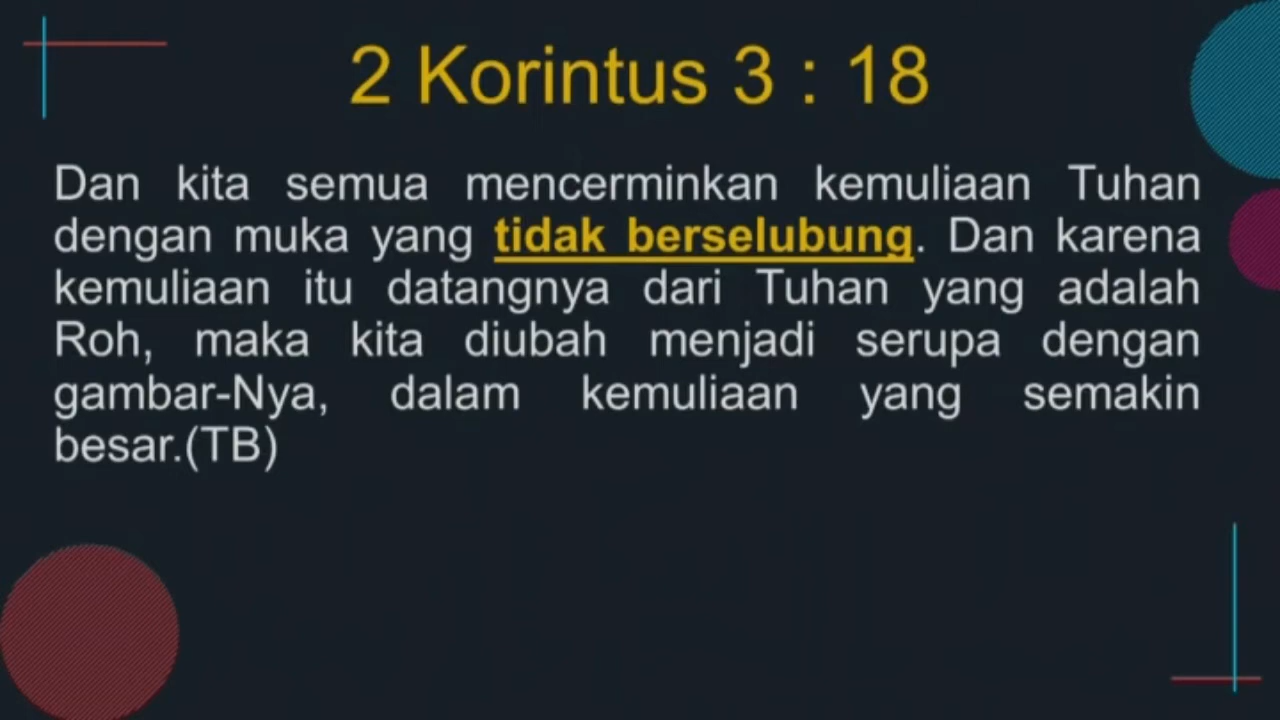 2 Korintus 3 : 18
Dan kita semua mencerminkan kemuliaan Tuhan
dengan muka yang tidak berselubung. Dan karena
kemuliaan itu datangnya dari Tuhan yang adalah
Roh, maka kita diubah menjadi serupa dengan
gambar-Nya, dalam kemuliaan yang semakin
besar.(TB)